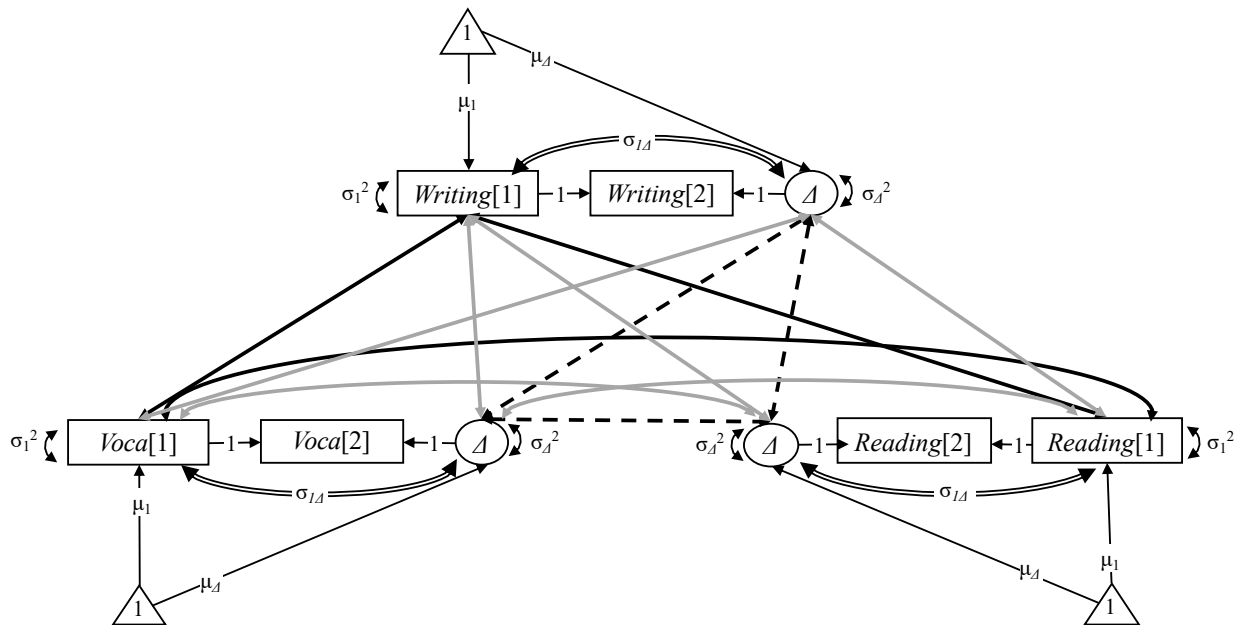 1
μΔ
μ1
σ1Δ
σ1² Writing[1] 1 Writing[2] 1 Δ σΔ²
σ1² Voca[1] 1 Voca[2] 1 Δ σΔ² σΔ² Δ 1 Reading[2] 1 Reading[1] σ1²
σ1Δ σ1Δ
μ1 μ1
μΔ μΔ
1 1